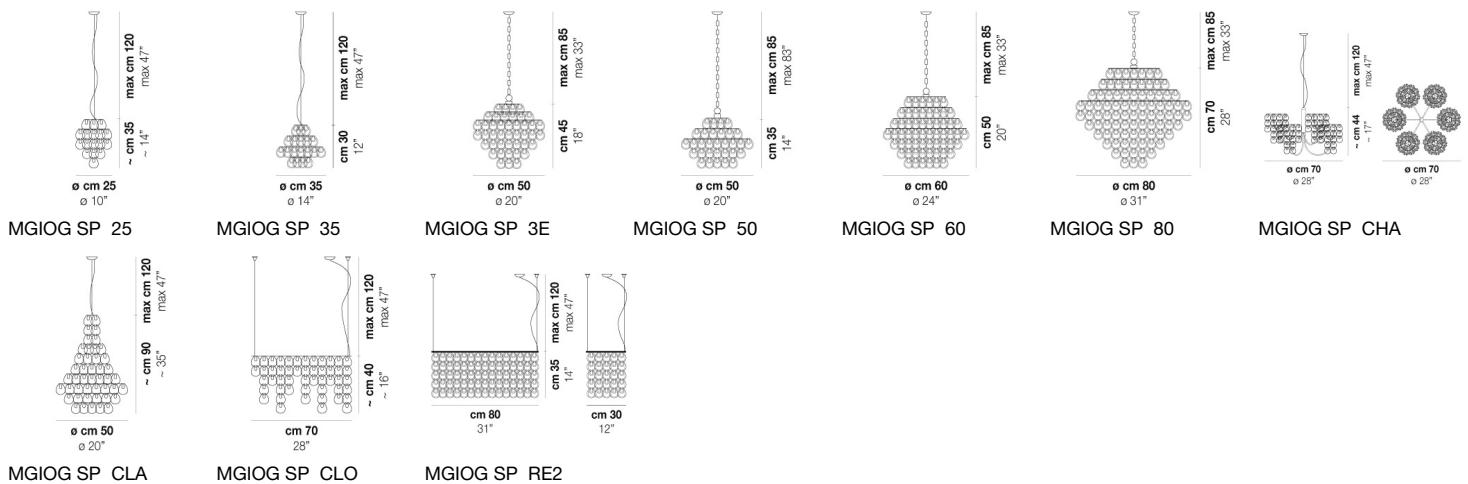 max cm 120
max 47"
~ cm 35
~ 14"
ø cm 25
ø 10"
MGIOG SP 25
max cm 120
max 47"
cm 30
12"
ø cm 35
ø 14"
MGIOG SP 35
max cm 85
max 33"
cm 45
18"
ø cm 50
ø 20"
MGIOG SP 3E
max cm 85
max 83"
cm 35
14"
ø cm 50
ø 20"
MGIOG SP 50
max cm 85
max 33"
cm 50
20"
ø cm 60
ø 24"
MGIOG SP 60
max cm 85
max 33"
cm 70
28"
ø cm 80
ø 31"
MGIOG SP 80
max cm 120
max 47"
~ cm 44
~ 17"
ø cm 70
ø 28"
ø cm 70
ø 28"
MGIOG SP CHA
max cm 120
max 47"
~ cm 90
~ 35"
ø cm 50
ø 20"
MGIOG SP CLA
max cm 120
max 47"
~ cm 40
~ 16"
cm 70
28"
MGIOG SP CLO
max cm 120
max 47"
cm 35
14"
cm 80
31"
cm 30
12"
MGIOG SP RE2